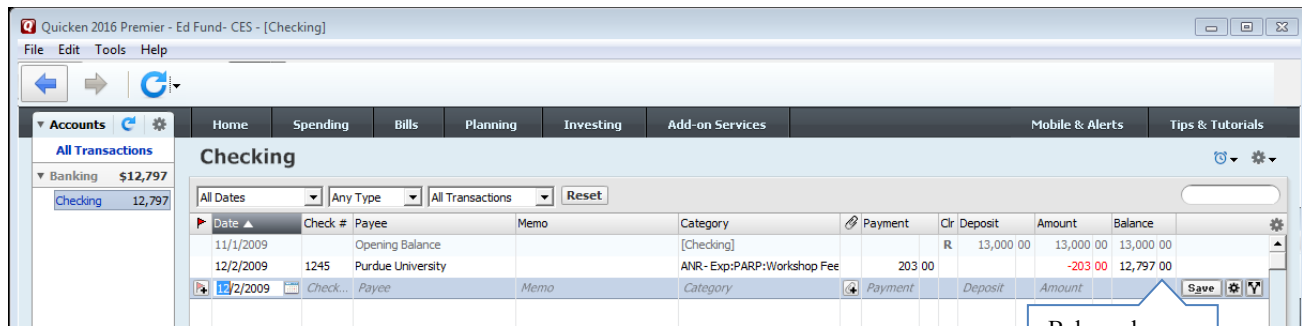 Quicken 2016 Premier - Ed Fund- CES - [Checking]
File Edit Tools Help
Accounts Home Spending Bills Planning Investing Add-on Services Mobile & Alerts Tips & Tutorials
All Transactions
Checking
Banking $12,797
Checking 12,797
All Dates Any Type All Transactions Reset
Date Check # Payee Memo Category Payment Clr Deposit Amount Balance
11/1/2009 Opening Balance [Checking] R 13,000 00 13,000 00 13,000 00
12/2/2009 1245 Purdue University ANR- Exp:PARP:Workshop Fee 203 00 -203 00 12,797 00
12/2/2009 Check... Payee Memo Category Payment Deposit Amount Save